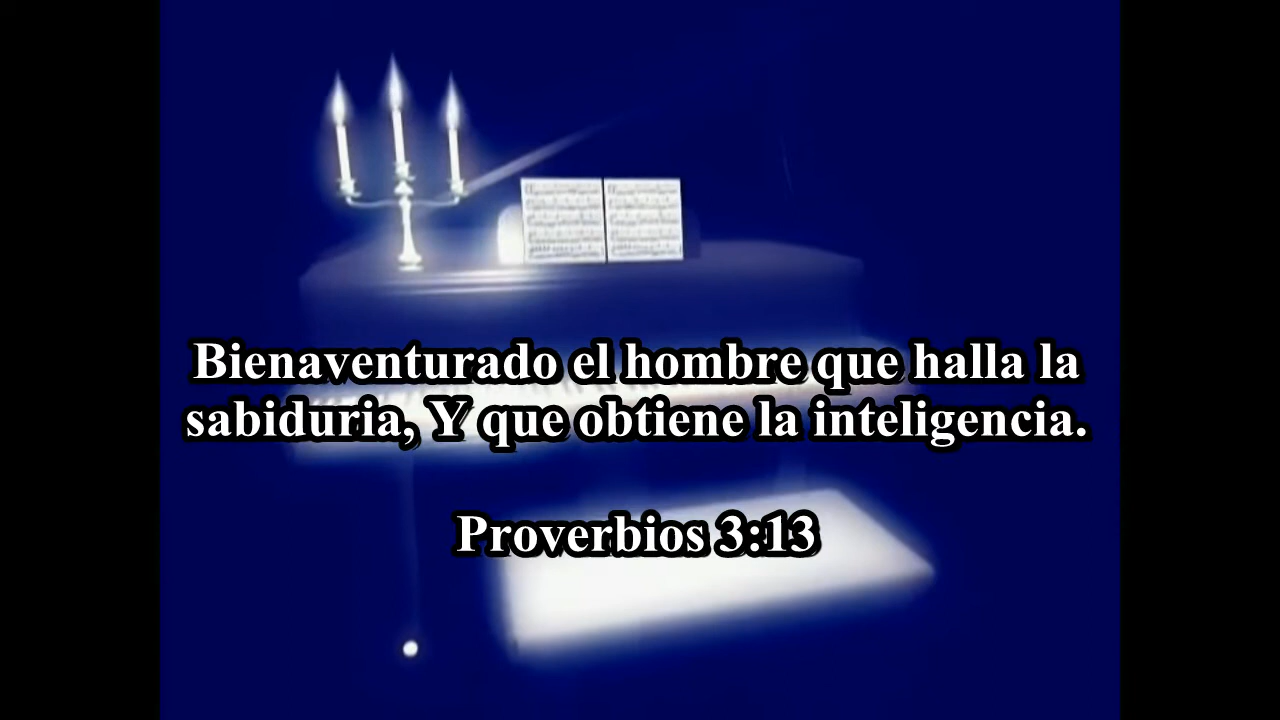 Bienaventurado el hombre que halla la
sabiduria, Y que obtiene la inteligencia.
Proverbios 3:13